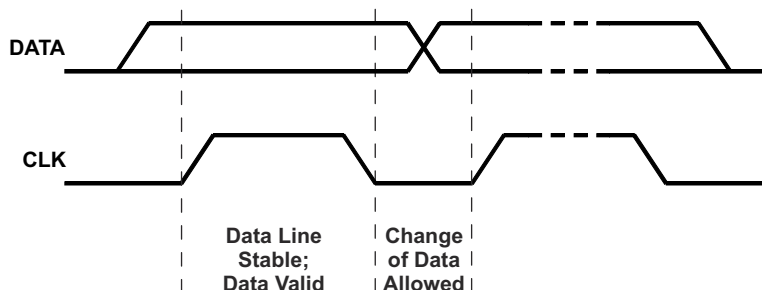 DATA
CLK
Data Line
Stable;
Data Valid
Change
of Data
Allowed